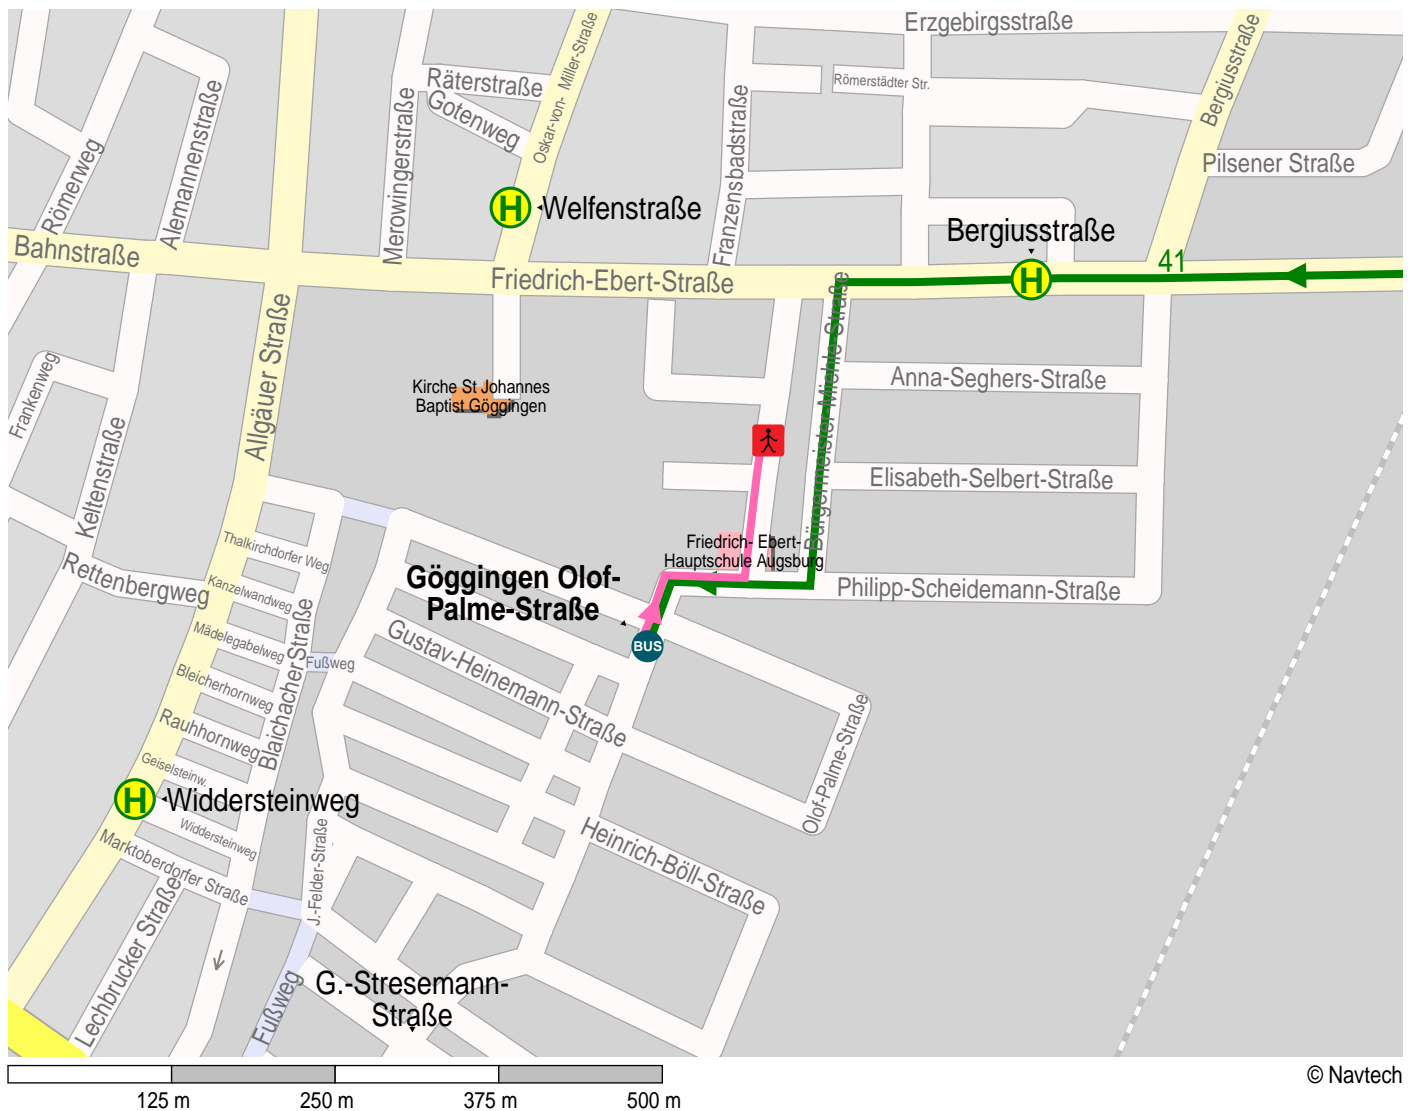 Erzgebirgsstraße
Räterstraße
Gotenweg
Oskar-von- Miller-Straße
Römerstädter Str.
Bergiusstraße
Pilsener Straße
Römerweg
Alemannenstraße
Merowingerstraße
Franzensbadstraße
H
Welfenstraße
Bergiusstraße
H
41
Bahnstraße
Friedrich-Ebert-Straße
Allgäuer Straße
Bürgermeister-Miehle-Straße
Frankenweg
Kirche St Johannes
Baptist Göggingen
Anna-Seghers-Straße
Keltenstraße
Elisabeth-Selbert-Straße
Thalkirchdorfer Weg
Friedrich- Ebert-
Hauptschule Augsburg
Rettenbergweg
Kanzelwandweg
Göggingen Olof-
Palme-Straße
Philipp-Scheidemann-Straße
Mädelegabelweg
Fußweg
BUS
Gustav-Heinemann-Straße
Bleicherhornweg
Blaichacher Straße
Rauhhornweg
Olof-Palme-Straße
Geiselsteinw.
H
Widdersteinweg
Widdersteinweg
Marktoberdorfer Straße
J.-Felder-Straße
Heinrich-Böll-Straße
Lechbrucker Straße
Fußweg
G.-Stresemann-
Straße
125 m
250 m
375 m
500 m
© Navtech